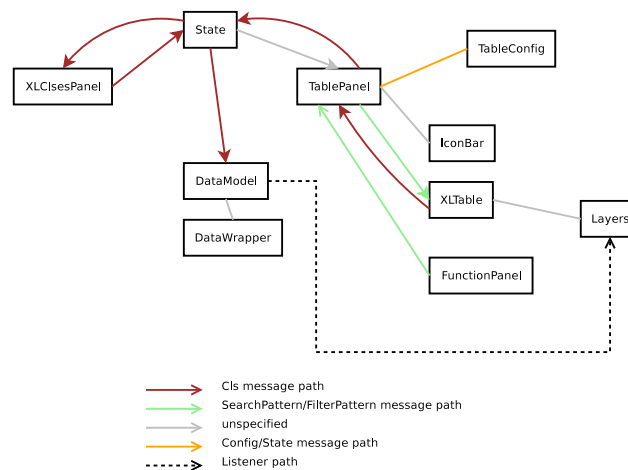 State
TableConfig
XLClsesPanel
TablePanel
IconBar
DataModel
XLTable
Layers
DataWrapper
FunctionPanel
Cls message path
SearchPattern/FilterPattern message path
unspecified
Config/State message path
Listener path